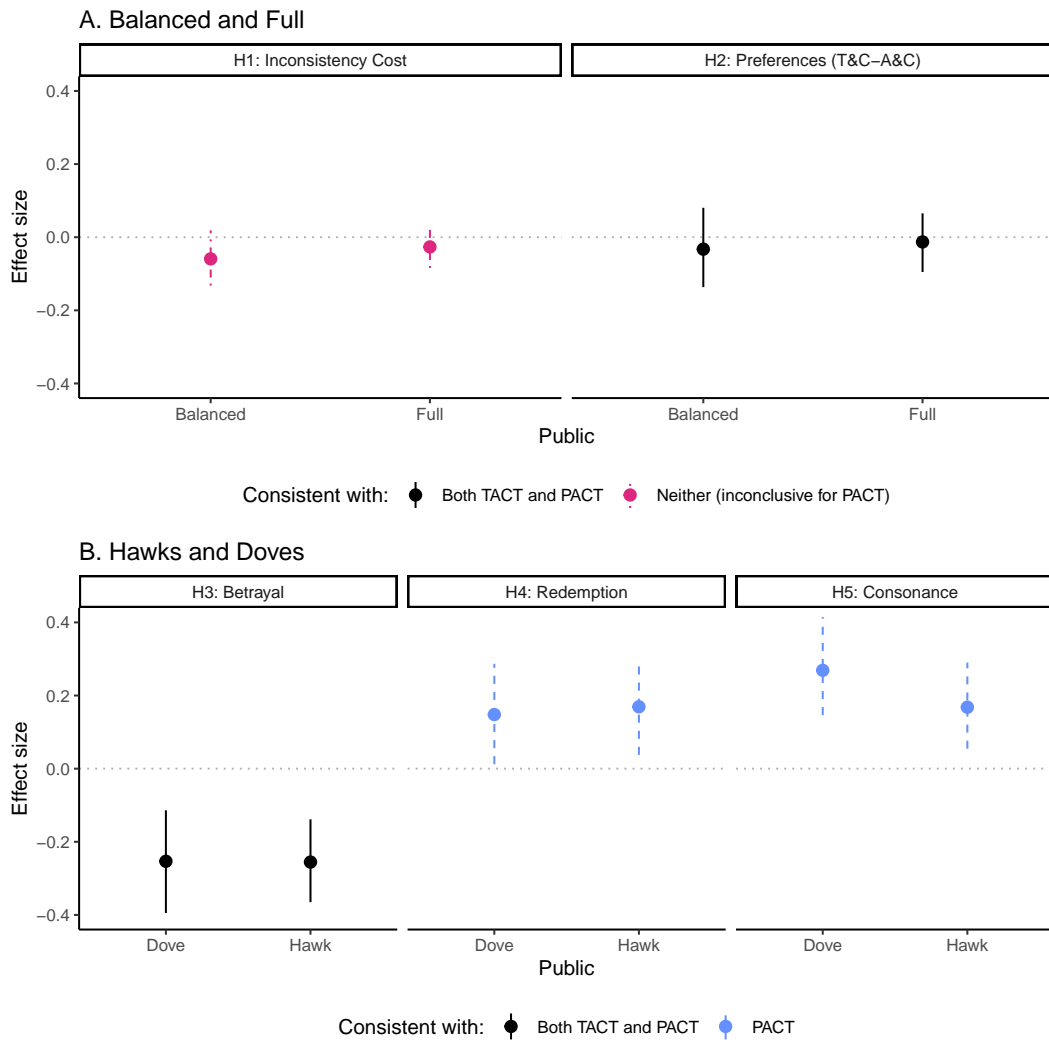 A. Balanced and Full
H1: Inconsistency Cost
H2: Preferences (T&C−A&C)
0.4
0.2
0.0
−0.2
−0.4
Effect size
Balanced
Full
Balanced
Full
Public
Consistent with:
Both TACT and PACT
Neither (inconclusive for PACT)
B. Hawks and Doves
H3: Betrayal
H4: Redemption
H5: Consonance
0.4
0.2
0.0
−0.2
−0.4
Effect size
Dove
Hawk
Dove
Hawk
Dove
Hawk
Public
Consistent with:
Both TACT and PACT
PACT